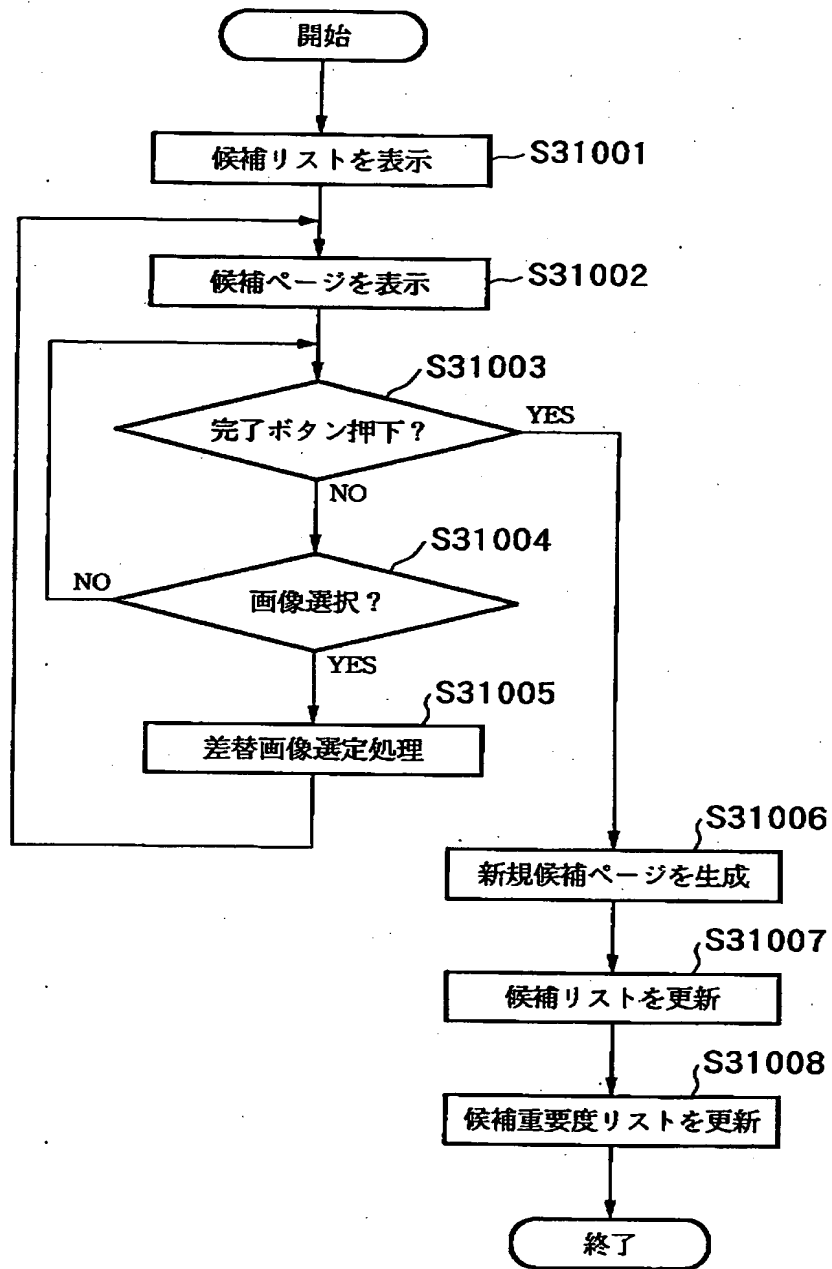 開始
候補リストを表示
S31001
候補ページを表示
S31002
S31003
完了ボタン押下?
YES
NO
S31004
画像選択?
NO
YES
S31005
差替画像選定処理
S31006
新規候補ページを生成
S31007
候補リストを更新
S31008
候補重要度リストを更新
終了